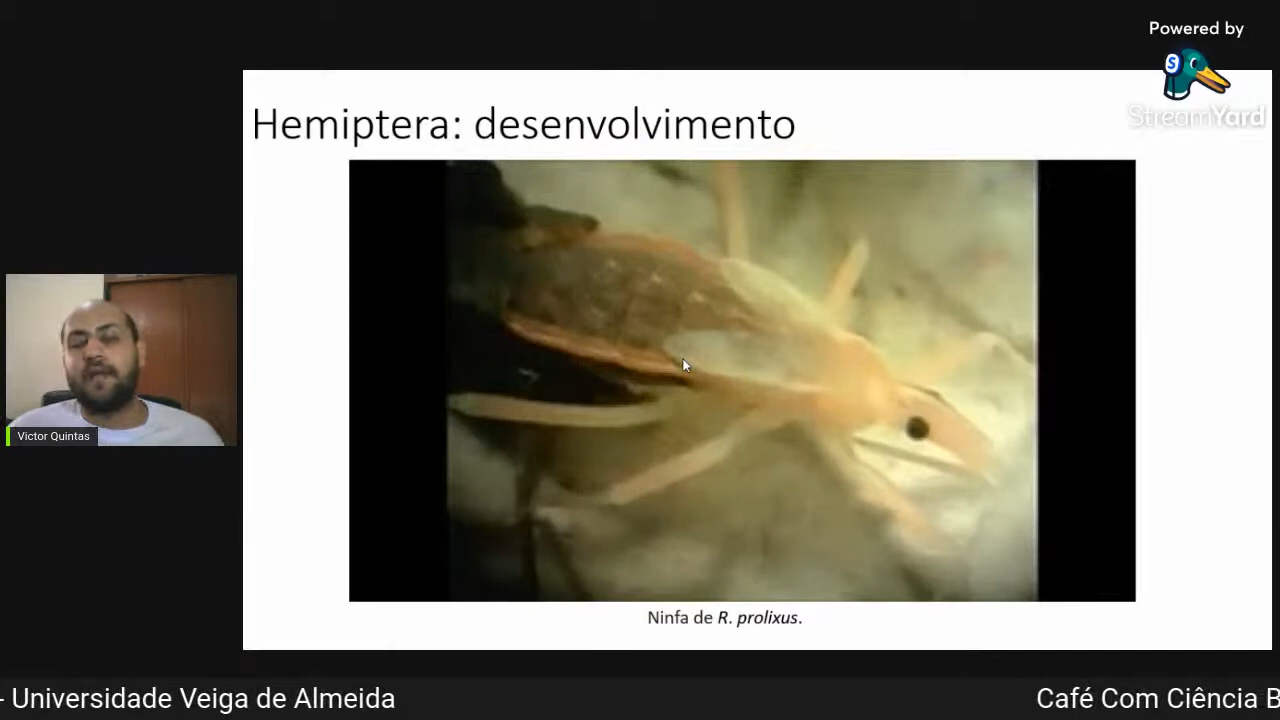 Powered by
StreamYard
Hemiptera: desenvolvimento
Victor Quintas
Ninfa de R. prolixus.
- Universidade Veiga de Almeida
Café Com Ciência B